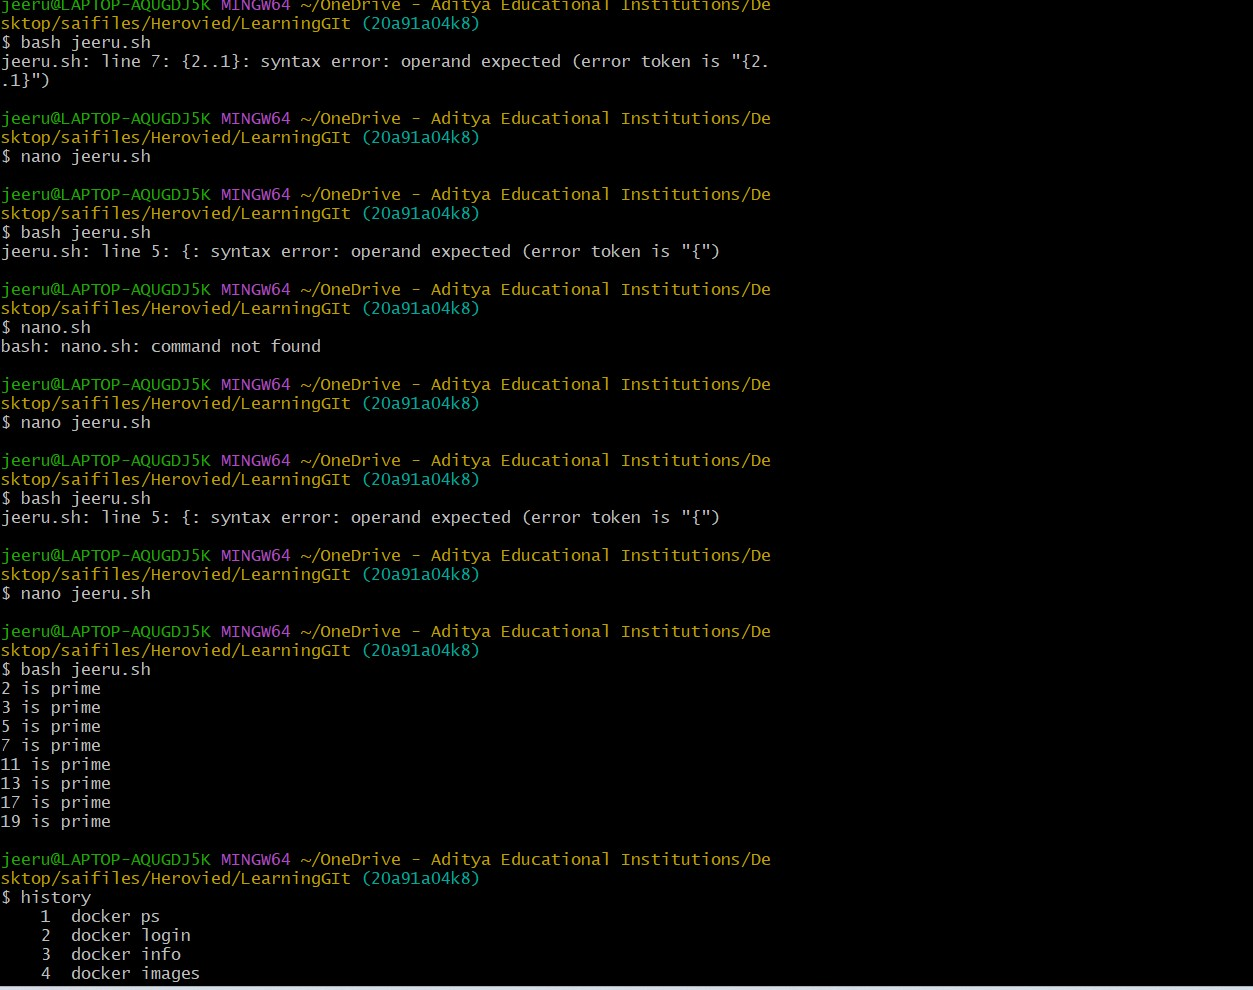 jeeru@LAPTOP-AQUGDJ5K MINGW64 ~/OneDrive - Aditya Educational Institutions/De
sktop/saifiles/Herovied/LearningGIt (20a91a04k8)
$ bash jeeru.sh
jeeru.sh: line 7: {2..1}: syntax error: operand expected (error token is "{2.
.1}")
jeeru@LAPTOP-AQUGDJ5K MINGW64 ~/OneDrive - Aditya Educational Institutions/De
sktop/saifiles/Herovied/LearningGIt (20a91a04k8)
$ nano jeeru.sh
jeeru@LAPTOP-AQUGDJ5K MINGW64 ~/OneDrive - Aditya Educational Institutions/De
sktop/saifiles/Herovied/LearningGIt (20a91a04k8)
$ bash jeeru.sh
jeeru.sh: line 5: {: syntax error: operand expected (error token is "{")
jeeru@LAPTOP-AQUGDJ5K MINGW64 ~/OneDrive - Aditya Educational Institutions/De
sktop/saifiles/Herovied/LearningGIt (20a91a04k8)
$ nano.sh
bash: nano.sh: command not found
jeeru@LAPTOP-AQUGDJ5K MINGW64 ~/OneDrive - Aditya Educational Institutions/De
sktop/saifiles/Herovied/LearningGIt (20a91a04k8)
$ nano jeeru.sh
jeeru@LAPTOP-AQUGDJ5K MINGW64 ~/OneDrive - Aditya Educational Institutions/De
sktop/saifiles/Herovied/LearningGIt (20a91a04k8)
$ bash jeeru.sh
jeeru.sh: line 5: {: syntax error: operand expected (error token is "{")
jeeru@LAPTOP-AQUGDJ5K MINGW64 ~/OneDrive - Aditya Educational Institutions/De
sktop/saifiles/Herovied/LearningGIt (20a91a04k8)
$ nano jeeru.sh
jeeru@LAPTOP-AQUGDJ5K MINGW64 ~/OneDrive - Aditya Educational Institutions/De
sktop/saifiles/Herovied/LearningGIt (20a91a04k8)
$ bash jeeru.sh
2 is prime
3 is prime
5 is prime
7 is prime
11 is prime
13 is prime
17 is prime
19 is prime
jeeru@LAPTOP-AQUGDJ5K MINGW64 ~/OneDrive - Aditya Educational Institutions/De
sktop/saifiles/Herovied/LearningGIt (20a91a04k8)
$ history
1 docker ps
2 docker login
3 docker info
4 docker images